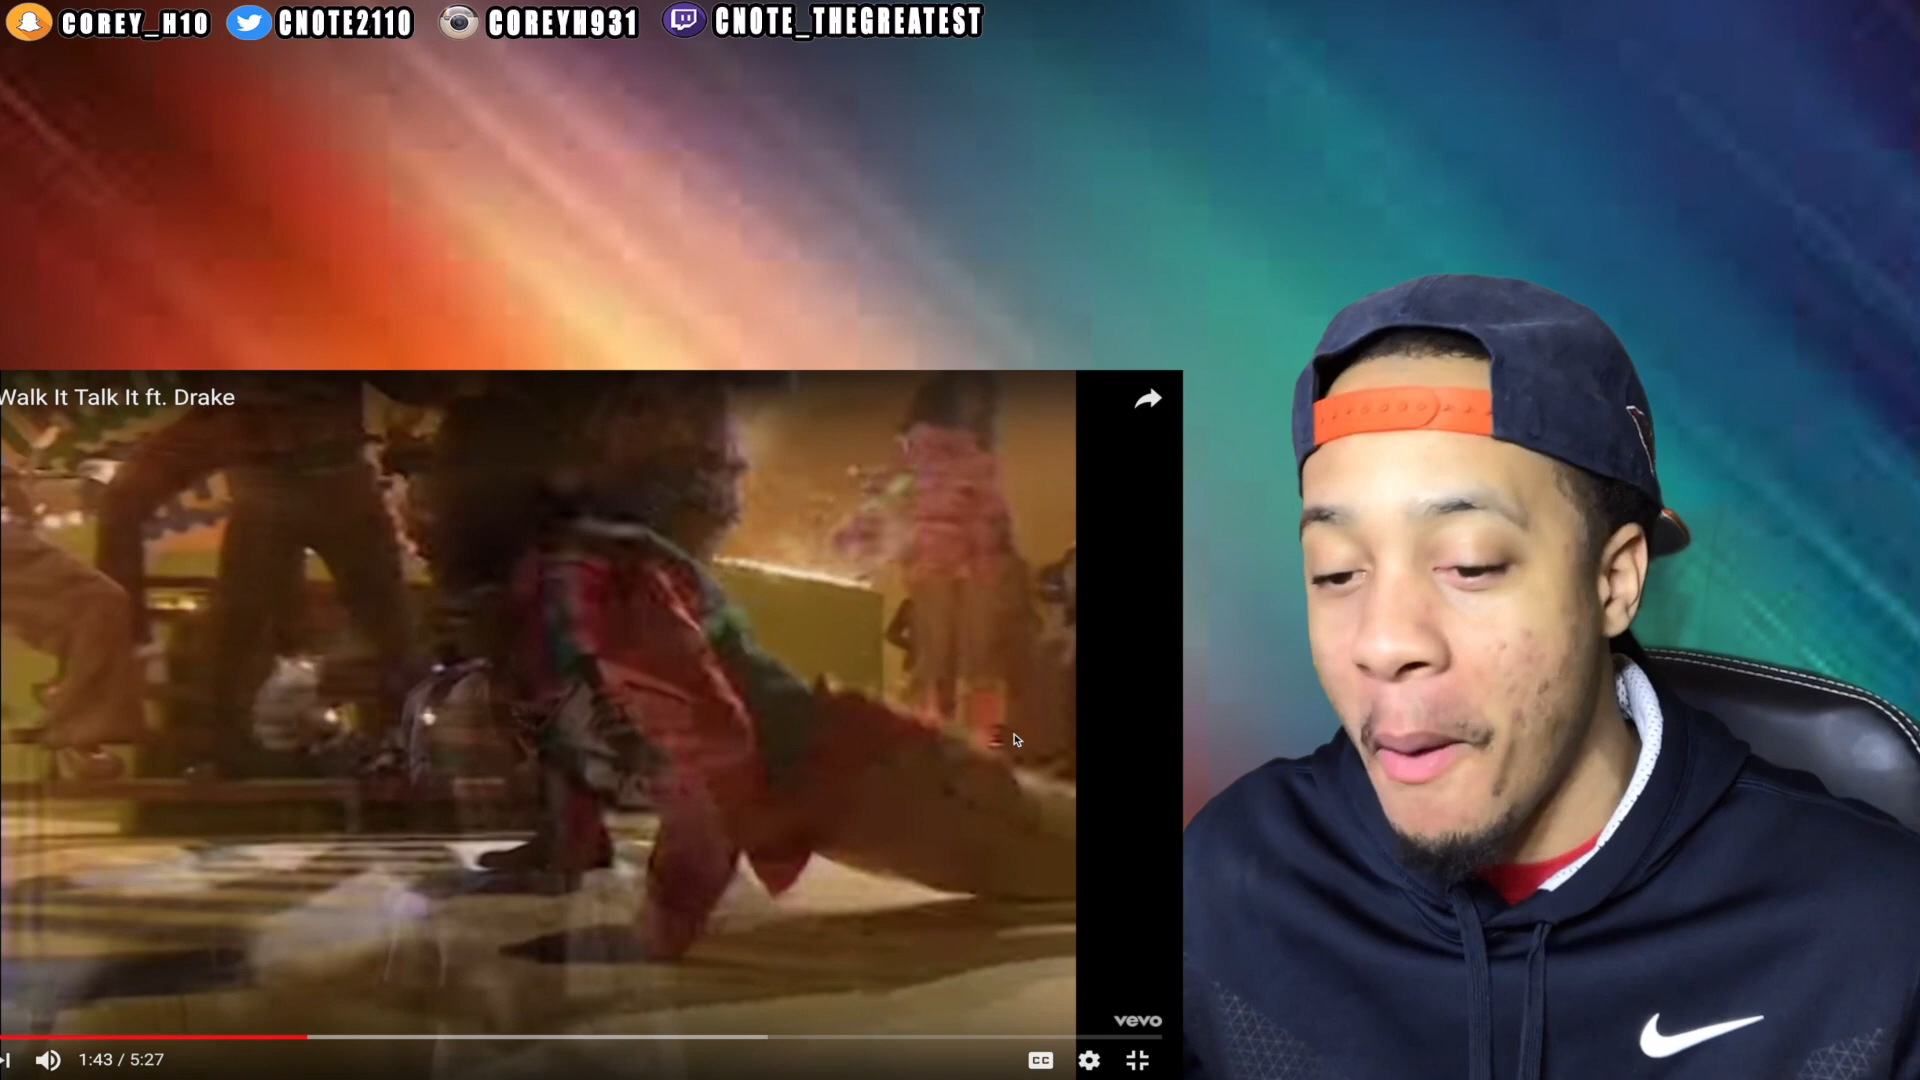 COREY_H10 CNOTE2110 COREYH931 CNOTE_THEGREATEST
Walk It Talk It ft. Drake
vevo
1:43 / 5:27
CC